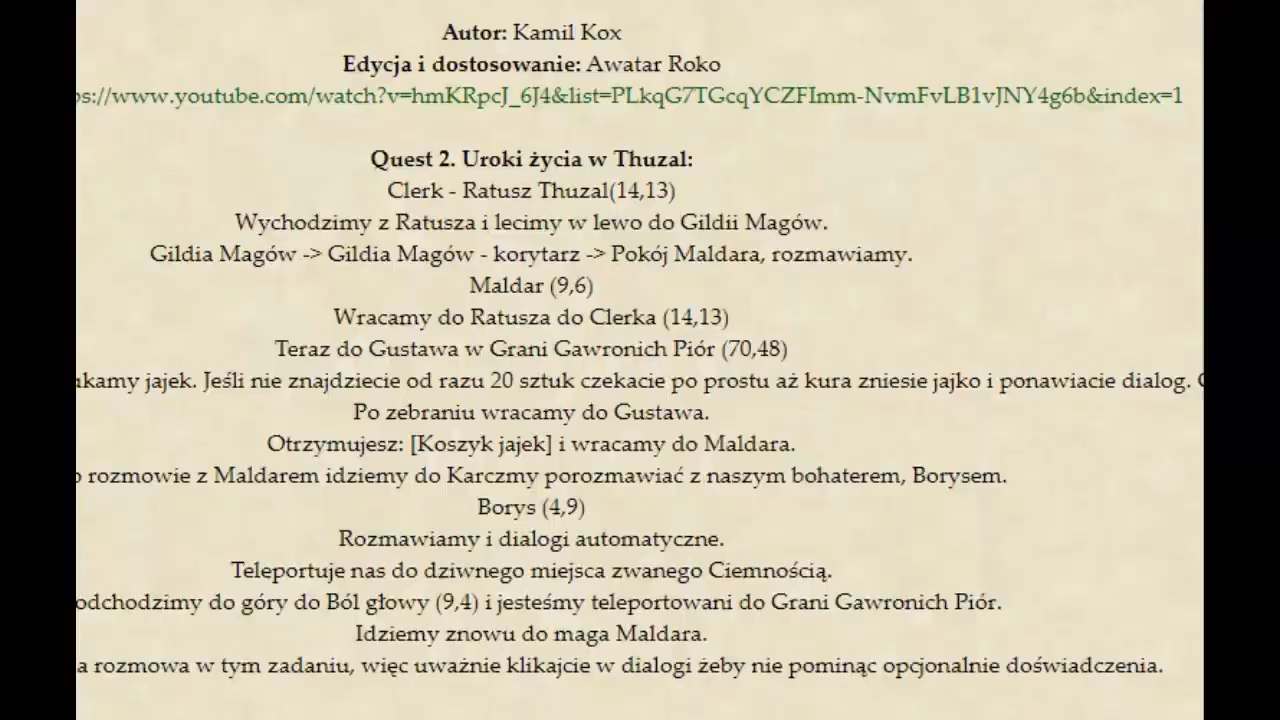 Autor: Kamil Kox
Edycja i dostosowanie: Awatar Roko
ps://www.youtube.com/watch?v=hmKRpcJ_6J4&list=PLkqG7TGcqYCZFImm-NvmFvLB1vJNY4g6b&index=1
Quest 2. Uroki życia w Thuzal:
Clerk - Ratusz Thuzal(14,13)
Wychodzimy z Ratusza i lecimy w lewo do Gildii Magów.
Gildia Magów -> Gildia Magów - korytarz -> Pokój Maldara, rozmawiamy.
Maldar (9,6)
Wracamy do Ratusza do Clerka (14,13)
Teraz do Gustawa w Grani Gawronich Piór (70,48)
kamy jajek. Jeśli nie znajdziecie od razu 20 sztuk czekacie po prostu aż kura zniesie jajko i ponawiacie dialog.
Po zebraniu wracamy do Gustawa.
Otrzymujesz: [Koszyk jajek] i wracamy do Maldara.
o rozmowie z Maldarem idziemy do Karczmy porozmawiać z naszym bohaterem, Borysem.
Borys (4,9)
Rozmawiamy i dialogi automatyczne.
Teleportuje nas do dziwnego miejsca zwanego Ciemnością.
odchodzimy do góry do Ból głowy (9,4) i jesteśmy teleportowani do Grani Gawronich Piór.
Idziemy znowu do maga Maldara.
a rozmowa w tym zadaniu, więc uważnie klikajcie w dialogi żeby nie pominąc opcjonalnie doświadczenia.